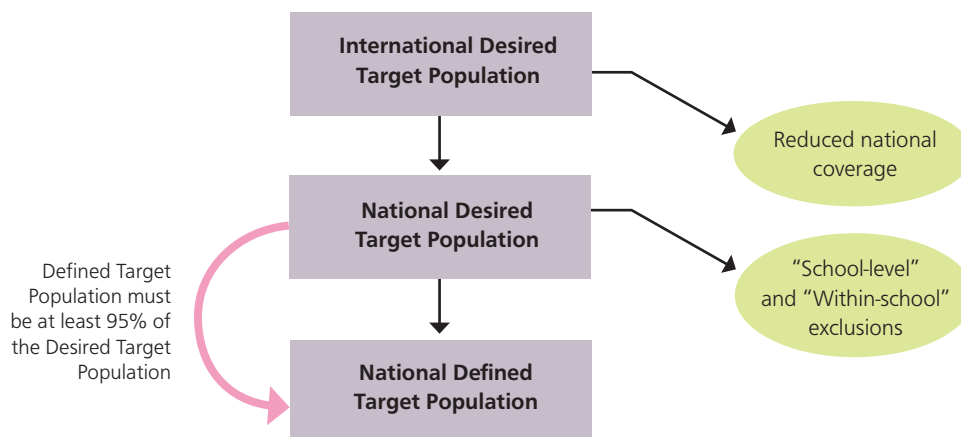 International Desired
Target Population
Reduced national
coverage
National Desired
Target Population
Defined Target
Population must
be at least 95% of
the Desired Target
Population
“School-level”
and “Within-school”
exclusions
National Defined
Target Population